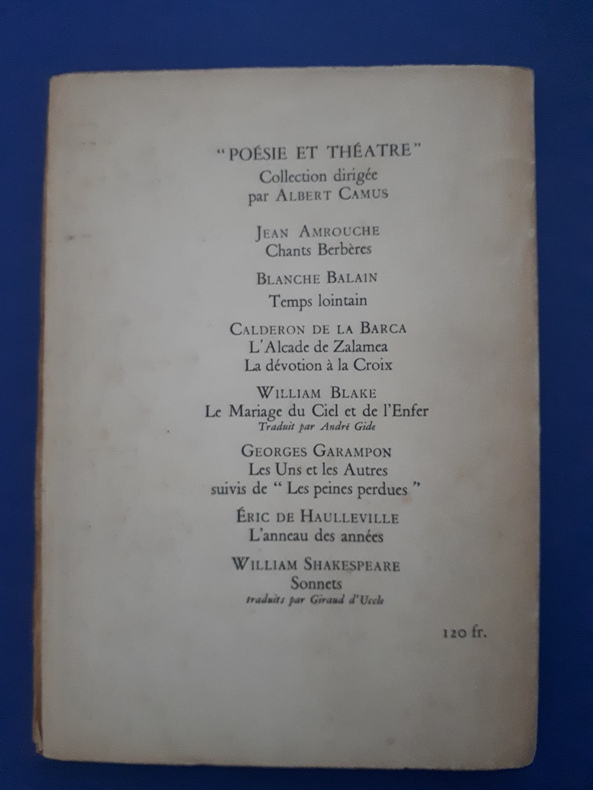 "POÉSIE ET THÉATRE"
Collection dirigée
par ALBERT CAMUS
JEAN AMROUCHE
Chants Berbères
BLANCHE BALAIN
Temps lointain
CALDERON DE LA BARCA
L'Alcade de Zalamea
La dévotion à la Croix
WILLIAM BLAKE
Le Mariage du Ciel et de l'Enfer
Traduit par André Gide
GEORGES GARAMPON
Les Uns et les Autres
suivis de " Les peines perdues "
ÉRIC DE HAULLEVILLE
L'anneau des années
WILLIAM SHAKESPEARE
Sonnets
traduits par Giraud d'Uccle
120 fr.